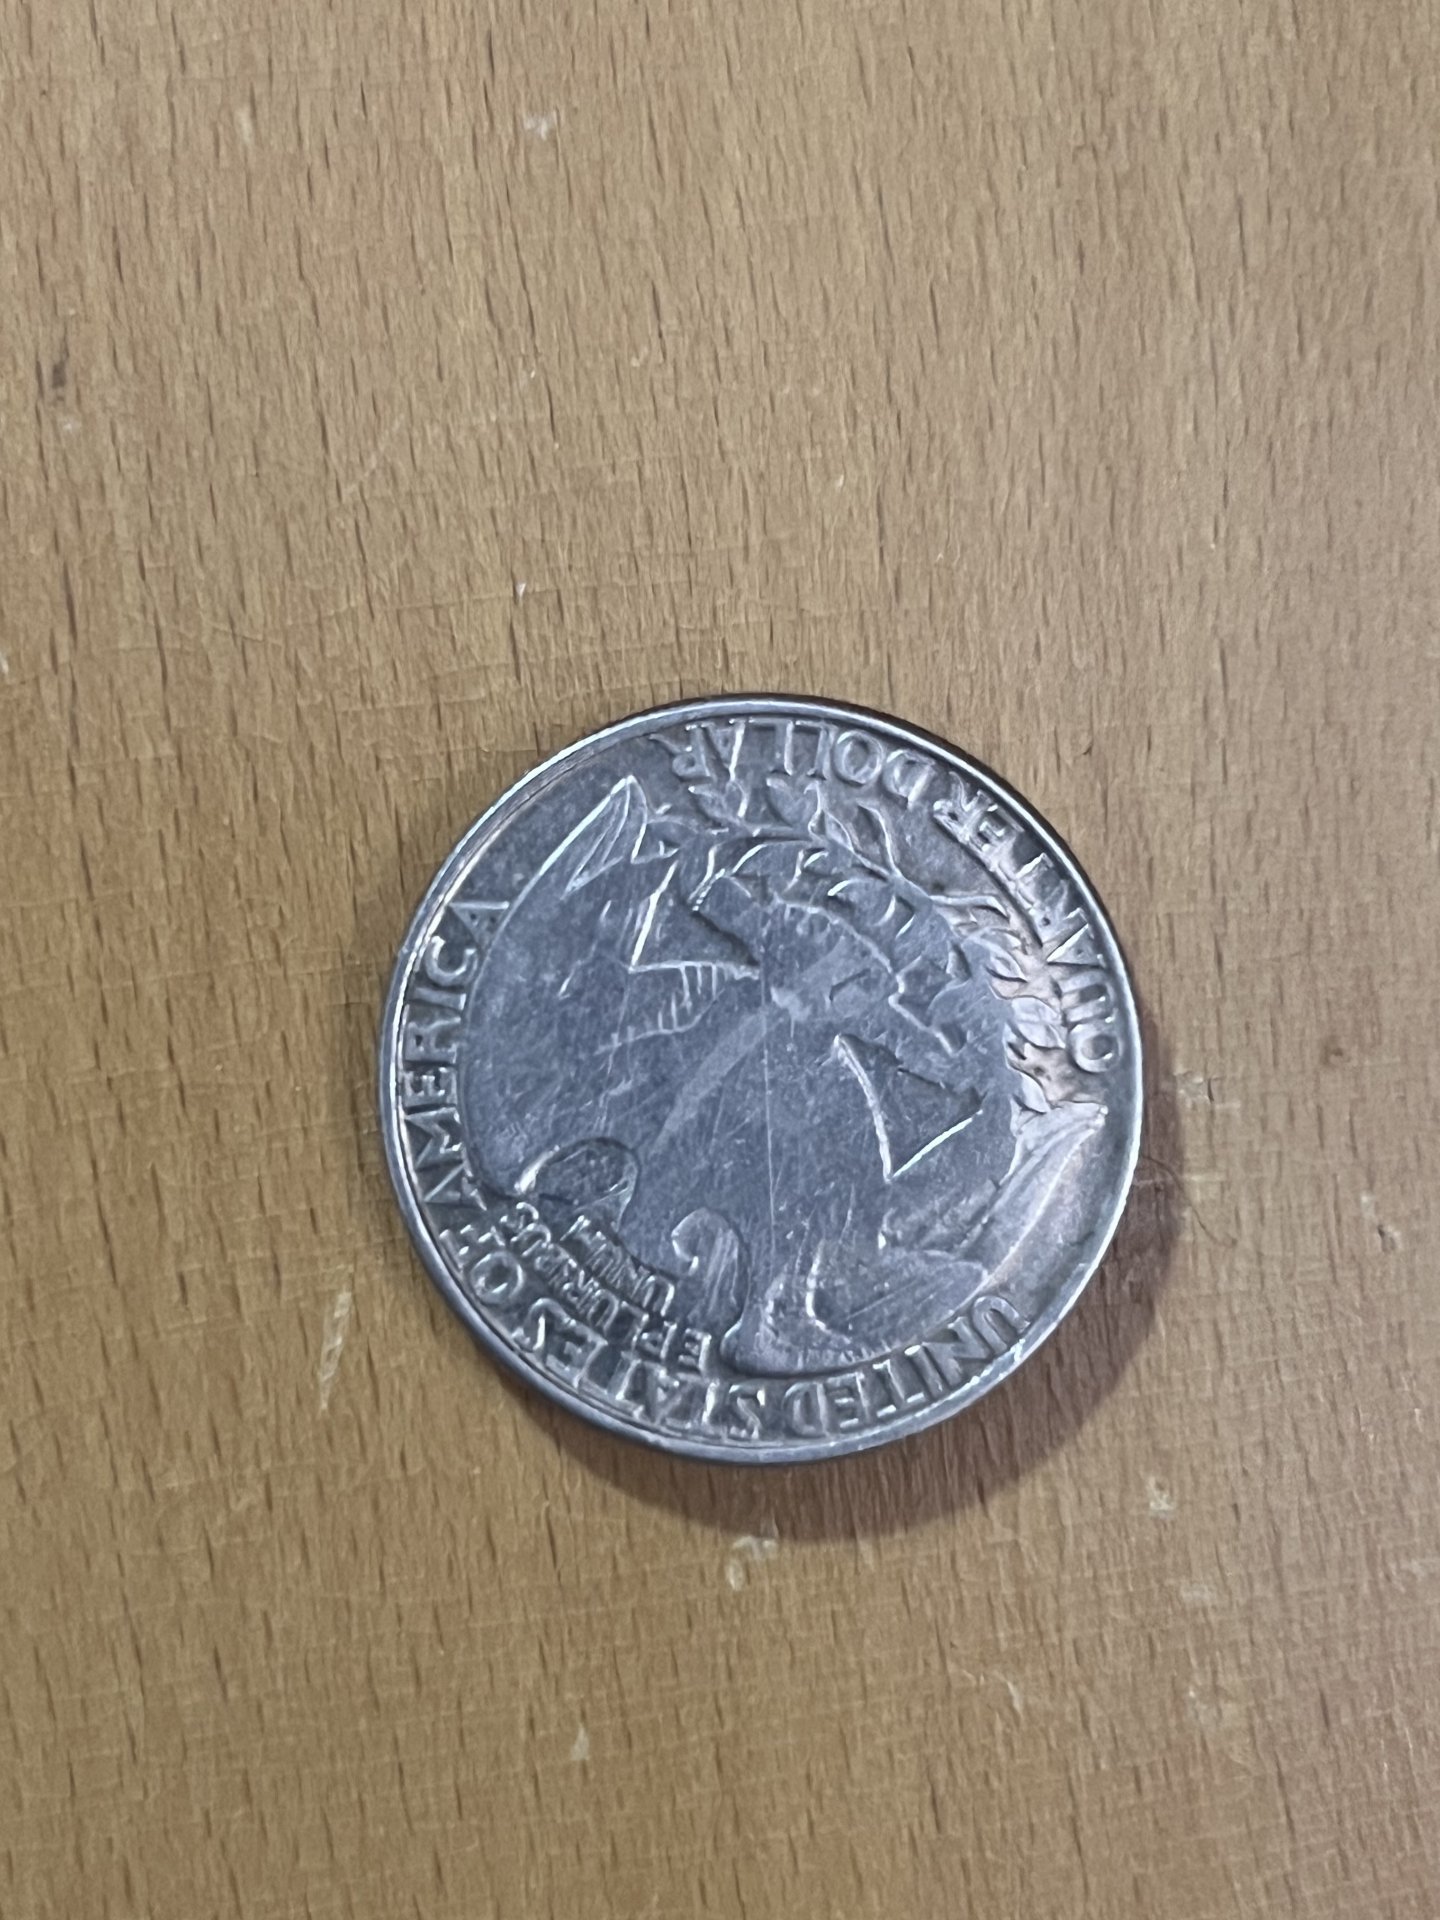 UNITED STATES OF AMERICA
E PLURIBUS
UNUM
QUARTER DOLLAR